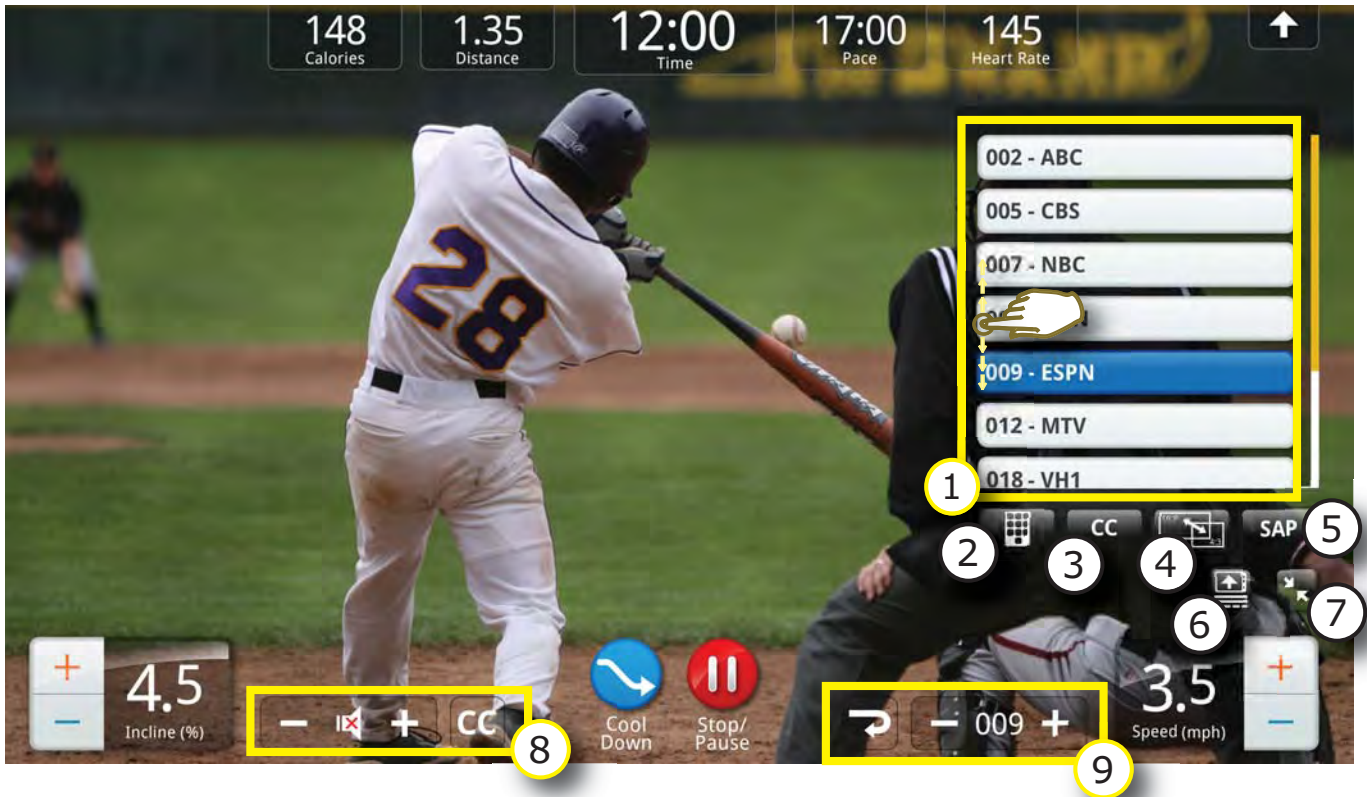 148
Calories
1.35
Distance
12:00
Time
17:00
Pace
145
Heart Rate
002 - ABC
005 - CBS
007 - NBC
009 - ESPN
012 - MTV
018 - VH1
1
2
CC
3
4
SAP
5
6
7
28
4.5
Incline (%)
CC
8
Cool
Down
Stop/
Pause
009
9
3.5
Speed (mph)